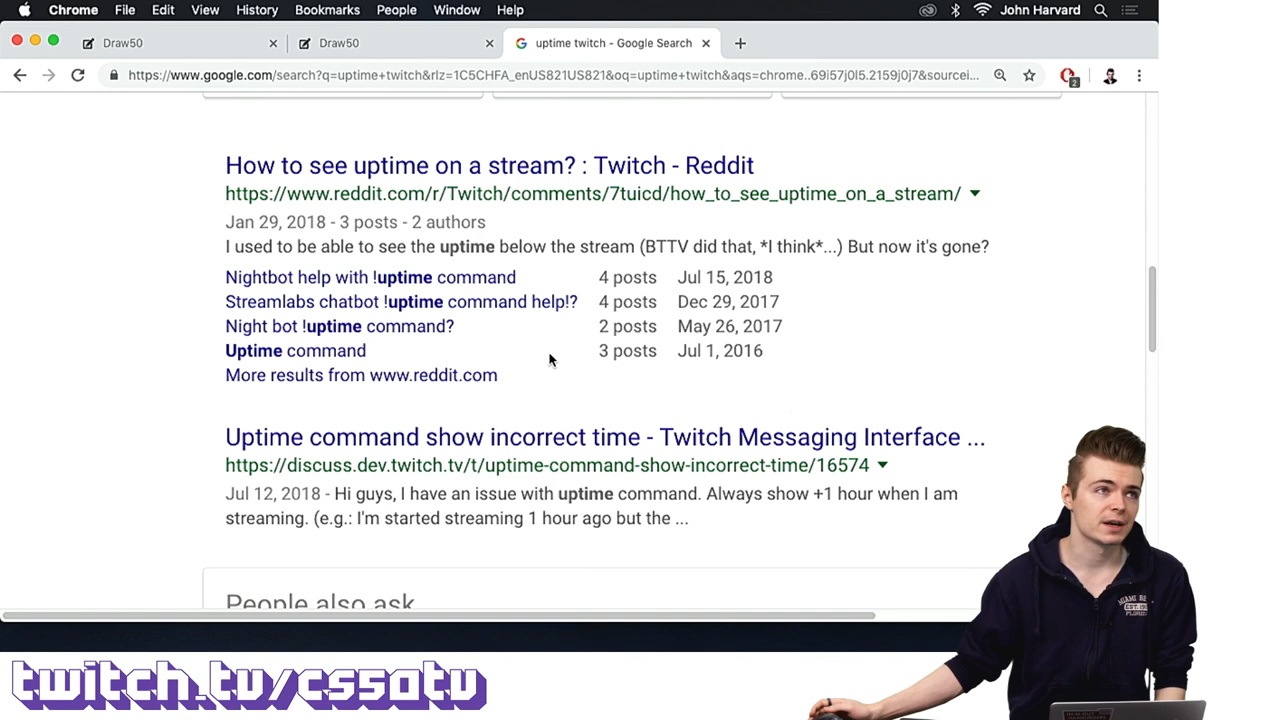 Chrome File Edit View History Bookmarks People Window Help John Harvard
Draw50 Draw50 uptime twitch - Google Search
https://www.google.com/search?q=uptime+twitch&rlz=1C5CHFA_enUS821US821&oq=uptime+twitch&aqs=chrome..69i57j0l5.2159j0j7&sourcei...
2
How to see uptime on a stream? : Twitch - Reddit
https://www.reddit.com/r/Twitch/comments/7tuicd/how_to_see_uptime_on_a_stream/
Jan 29, 2018 - 3 posts - 2 authors
I used to be able to see the uptime below the stream (BTTV did that, *I think*...) But now it's gone?
Nightbot help with !uptime command 4 posts Jul 15, 2018
Streamlabs chatbot !uptime command help!? 4 posts Dec 29, 2017
Night bot !uptime command? 2 posts May 26, 2017
Uptime command 3 posts Jul 1, 2016
More results from www.reddit.com
Uptime command show incorrect time - Twitch Messaging Interface ...
https://discuss.dev.twitch.tv/t/uptime-command-show-incorrect-time/16574
Jul 12, 2018 - Hi guys, I have an issue with uptime command. Always show +1 hour when I am
streaming. (e.g.: I'm started streaming 1 hour ago but the ...
People also ask
MIAMI BE
EST.
FLORIDA
twitch.tv/cs50tv